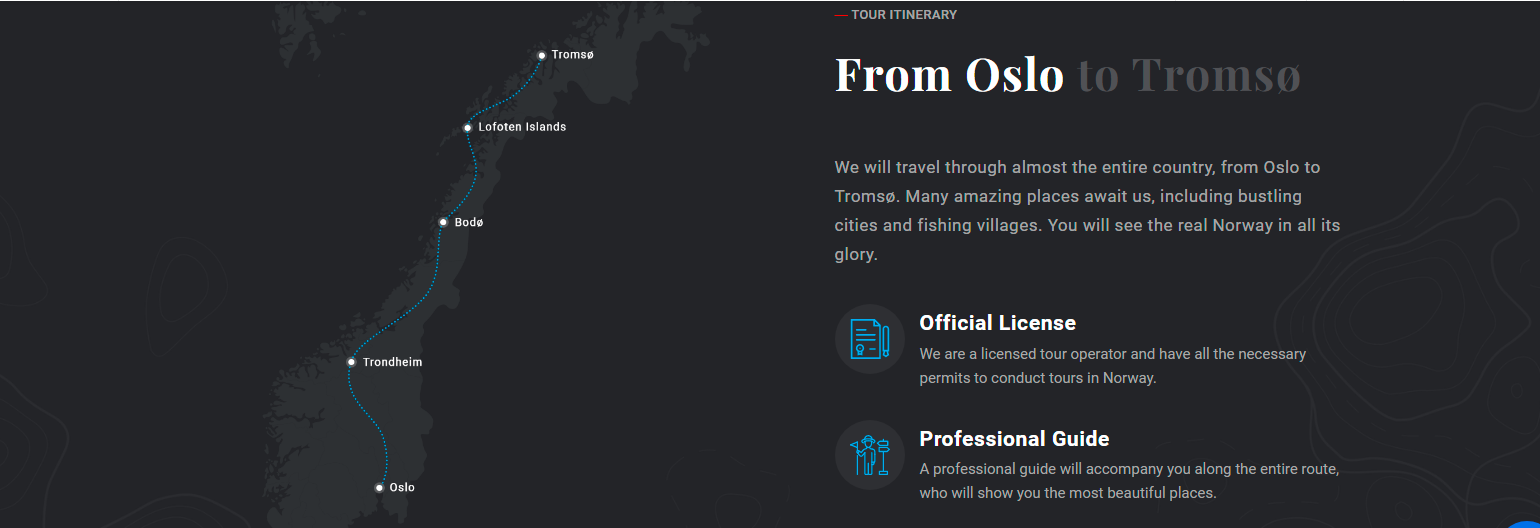 Tromsø
Lofoten Islands
Bodø
Trondheim
Oslo
TOUR ITINERARY
From Oslo to Tromsø
We will travel through almost the entire country, from Oslo to
Tromsø. Many amazing places await us, including bustling
cities and fishing villages. You will see the real Norway in all its
glory.
Official License
We are a licensed tour operator and have all the necessary
permits to conduct tours in Norway.
Professional Guide
A professional guide will accompany you along the entire route,
who will show you the most beautiful places.